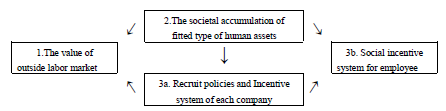 2.The societal accumulation of
fitted type of human assets
1.The value of
outside labor market
3b. Social incentive
system for employee
3a. Recruit policies and Incentive
system of each company